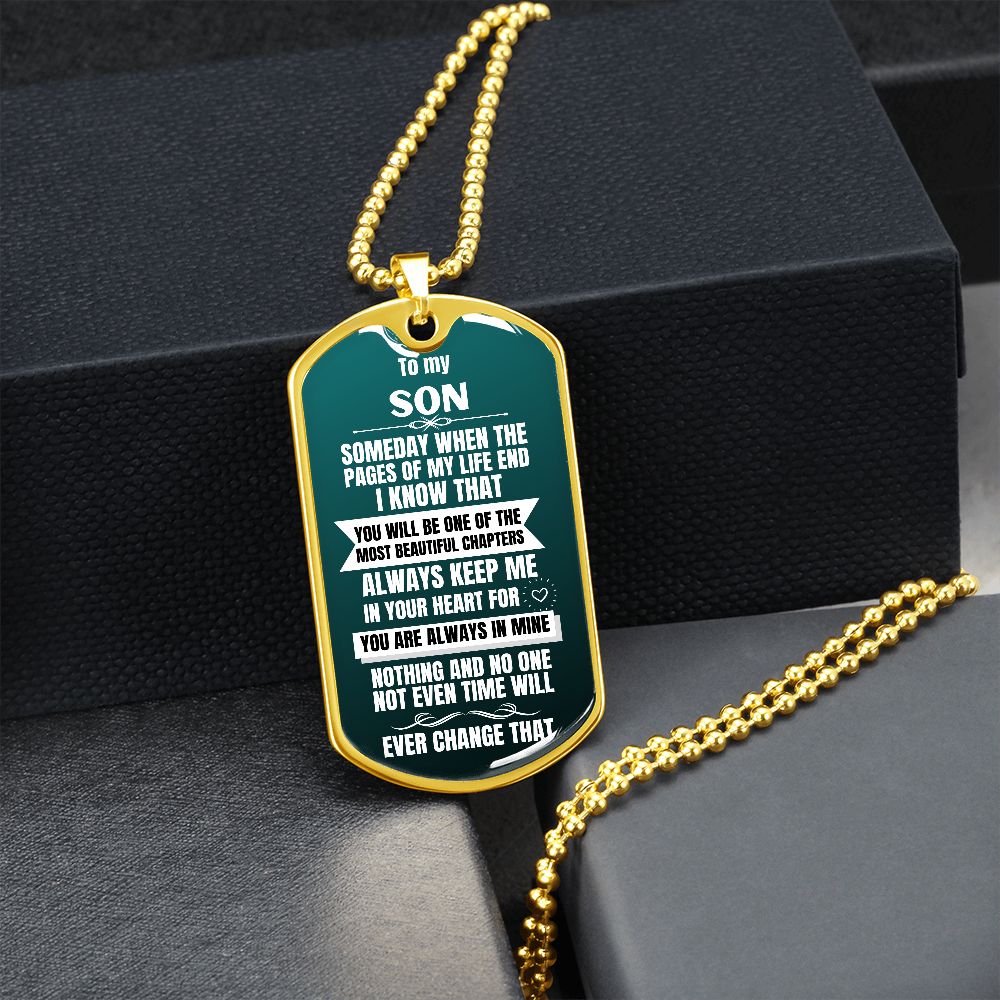 To my
SON
SOMEDAY WHEN THE
PAGES OF MY LIFE END
I KNOW THAT
YOU WILL BE ONE OF THE
MOST BEAUTIFUL CHAPTERS
ALWAYS KEEP ME
IN YOUR HEART FOR
YOU ARE ALWAYS IN MINE
NOTHING AND NO ONE
NOT EVEN TIME WILL
EVER CHANGE THAT